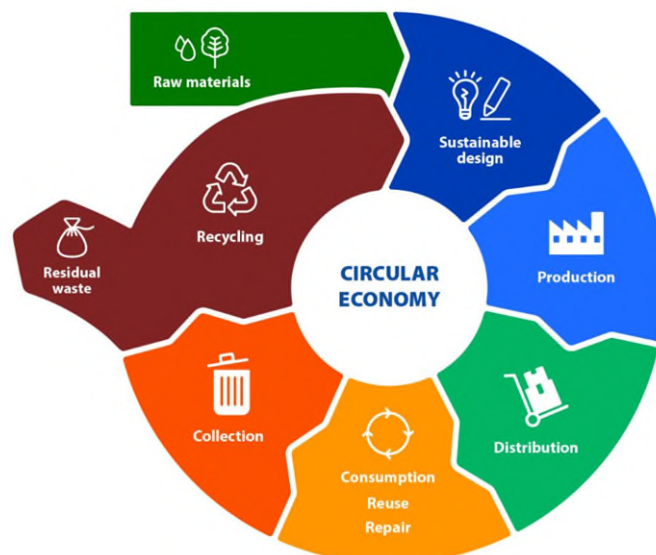 Raw materials
Sustainable
design
Production
Distribution
Consumption
Reuse
Repair
Collection
Recycling
Residual
waste
CIRCULAR
ECONOMY